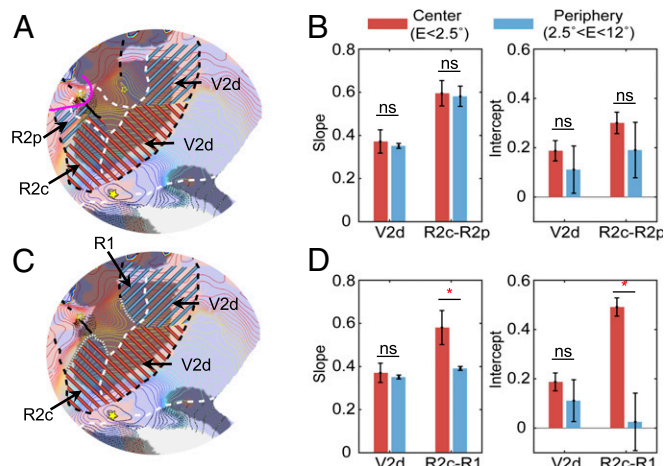 A
V2d
R2p
V2d
R2c
B
Center
(E<2.5°)
Periphery
(2.5°<E<12°)
0.8
0.6
0.4
0.2
0
Slope
ns
ns
V2d
R2c-R2p
0.6
0.4
0.2
0
Intercept
ns
ns
V2d
R2c-R2p
C
R1
V2d
V2d
R2c
D
0.8
0.6
0.4
0.2
0
Slope
ns
*
V2d
R2c-R1
0.6
0.4
0.2
0
Intercept
ns
*
V2d
R2c-R1